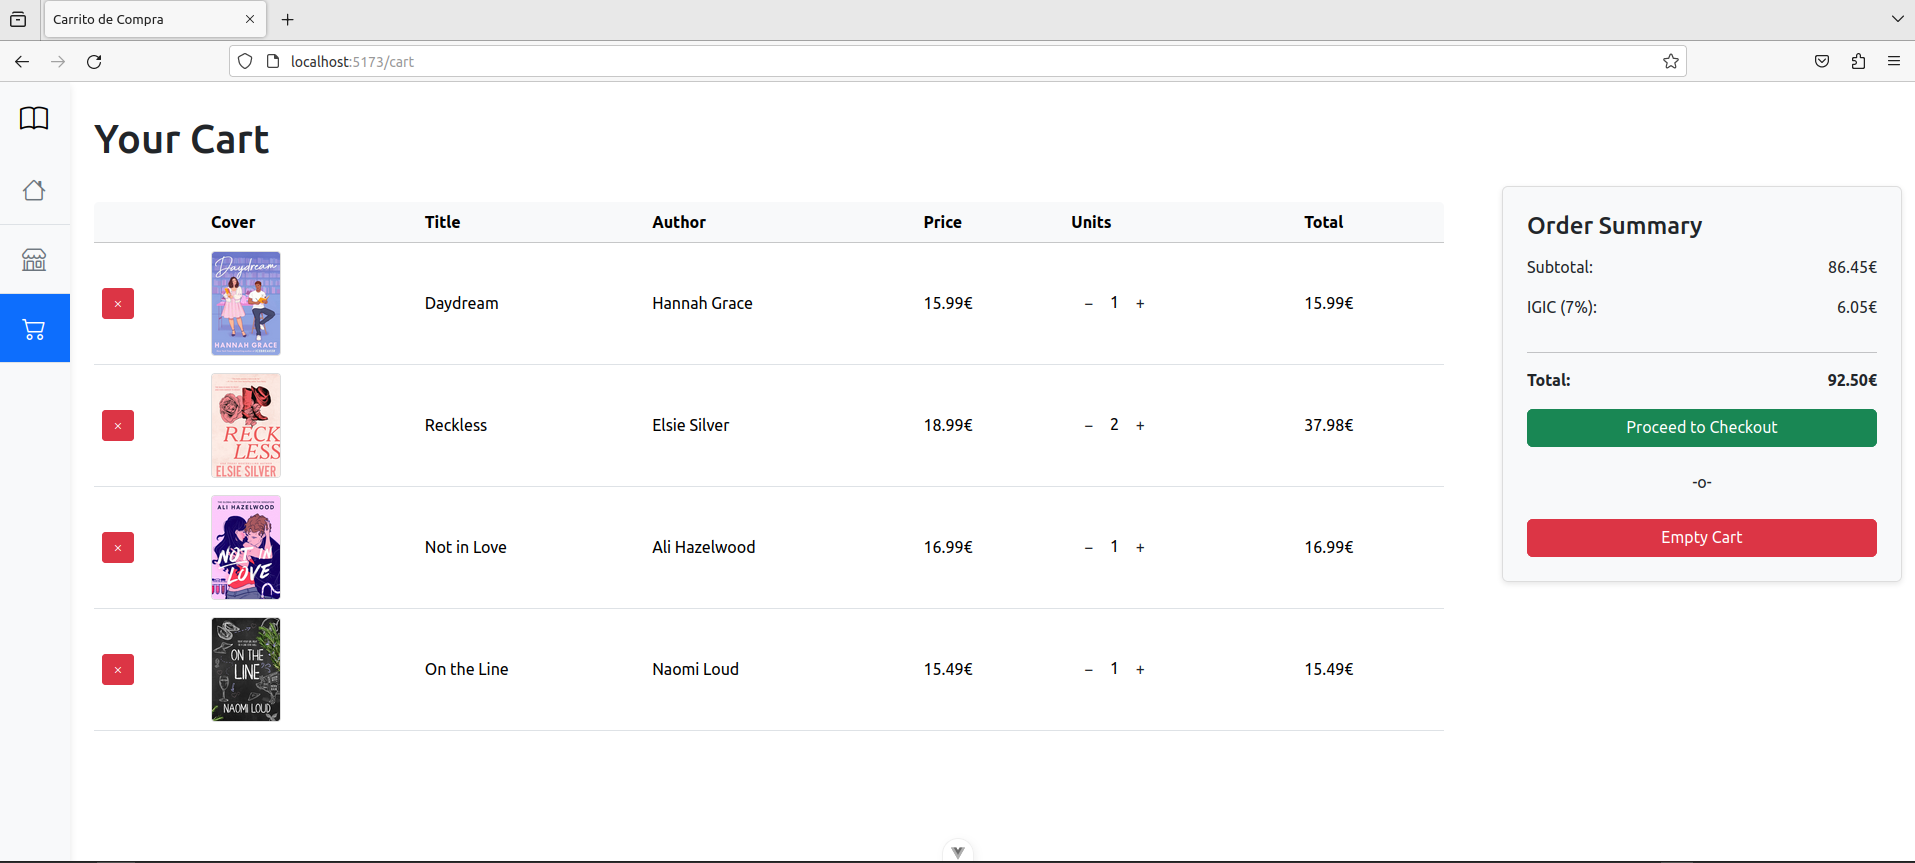 Carrito de Compra
localhost:5173/cart
Your Cart
Cover Title Author Price Units Total
× Daydream HANNAH GRACE Daydream Hannah Grace 15.99€ − 1 + 15.99€
× RECK
LESS
ELSIE SILVER Reckless Elsie Silver 18.99€ − 2 + 37.98€
× ALI HAZELWOOD
NOT IN
LOVE Not in Love Ali Hazelwood 16.99€ − 1 + 16.99€
× ON THE
LINE
NAOMI LOUD On the Line Naomi Loud 15.49€ − 1 + 15.49€
Order Summary
Subtotal: 86.45€
IGIC (7%): 6.05€
Total: 92.50€
Proceed to Checkout
-o-
Empty Cart